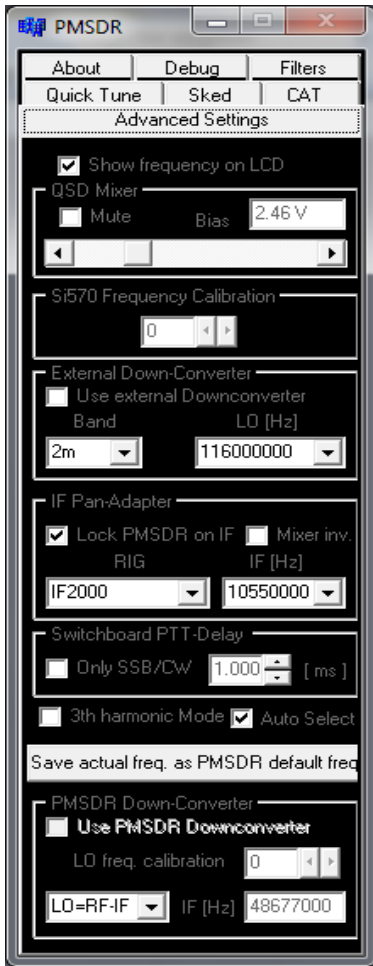 PMSDR
About Debug Filters
Quick Tune Sked CAT
Advanced Settings
Show frequency on LCD
QSD Mixer
Mute Bias 2.46 V
Si570 Frequency Calibration
0
External Down-Converter
Use external Downconverter
Band LO [Hz]
2m 116000000
IF Pan-Adapter
Lock PMSDR on IF Mixer inv.
RIG IF [Hz]
IF2000 10550000
Switchboard PTT-Delay
Only SSB/CW 1.000 [ ms ]
3th harmonic Mode Auto Select
Save actual freq. as PMSDR default freq
PMSDR Down-Converter
Use PMSDR Downconverter
LO freq. calibration 0
LO=RF-IF IF [Hz] 48677000